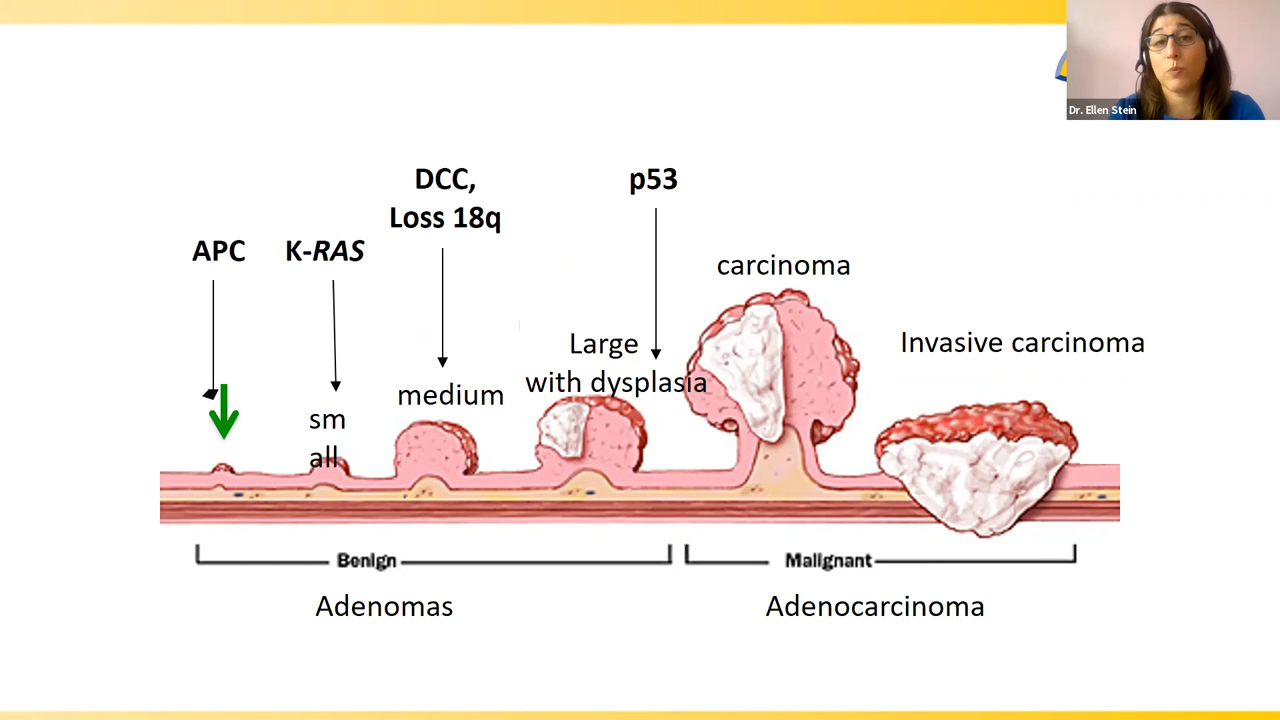 Dr. Ellen Stein
DCC,
Loss 18q
p53
APC
K-RAS
carcinoma
Large
with dysplasia
Invasive carcinoma
medium
sm
all
Benign
Malignant
Adenomas
Adenocarcinoma